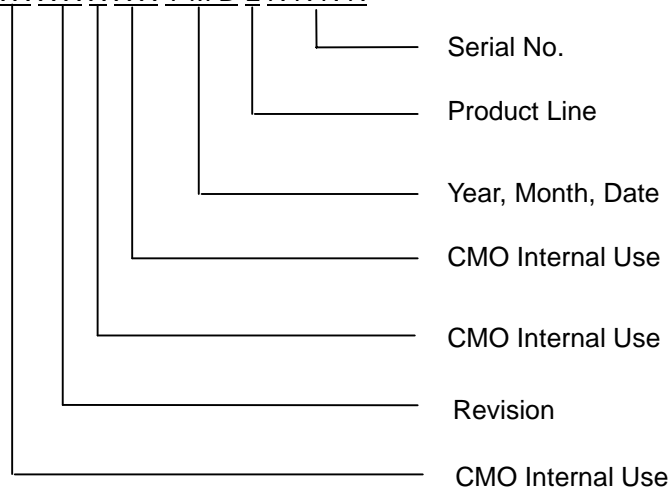 Serial No.
Product Line
Year, Month, Date
CMO Internal Use
CMO Internal Use
Revision
CMO Internal Use